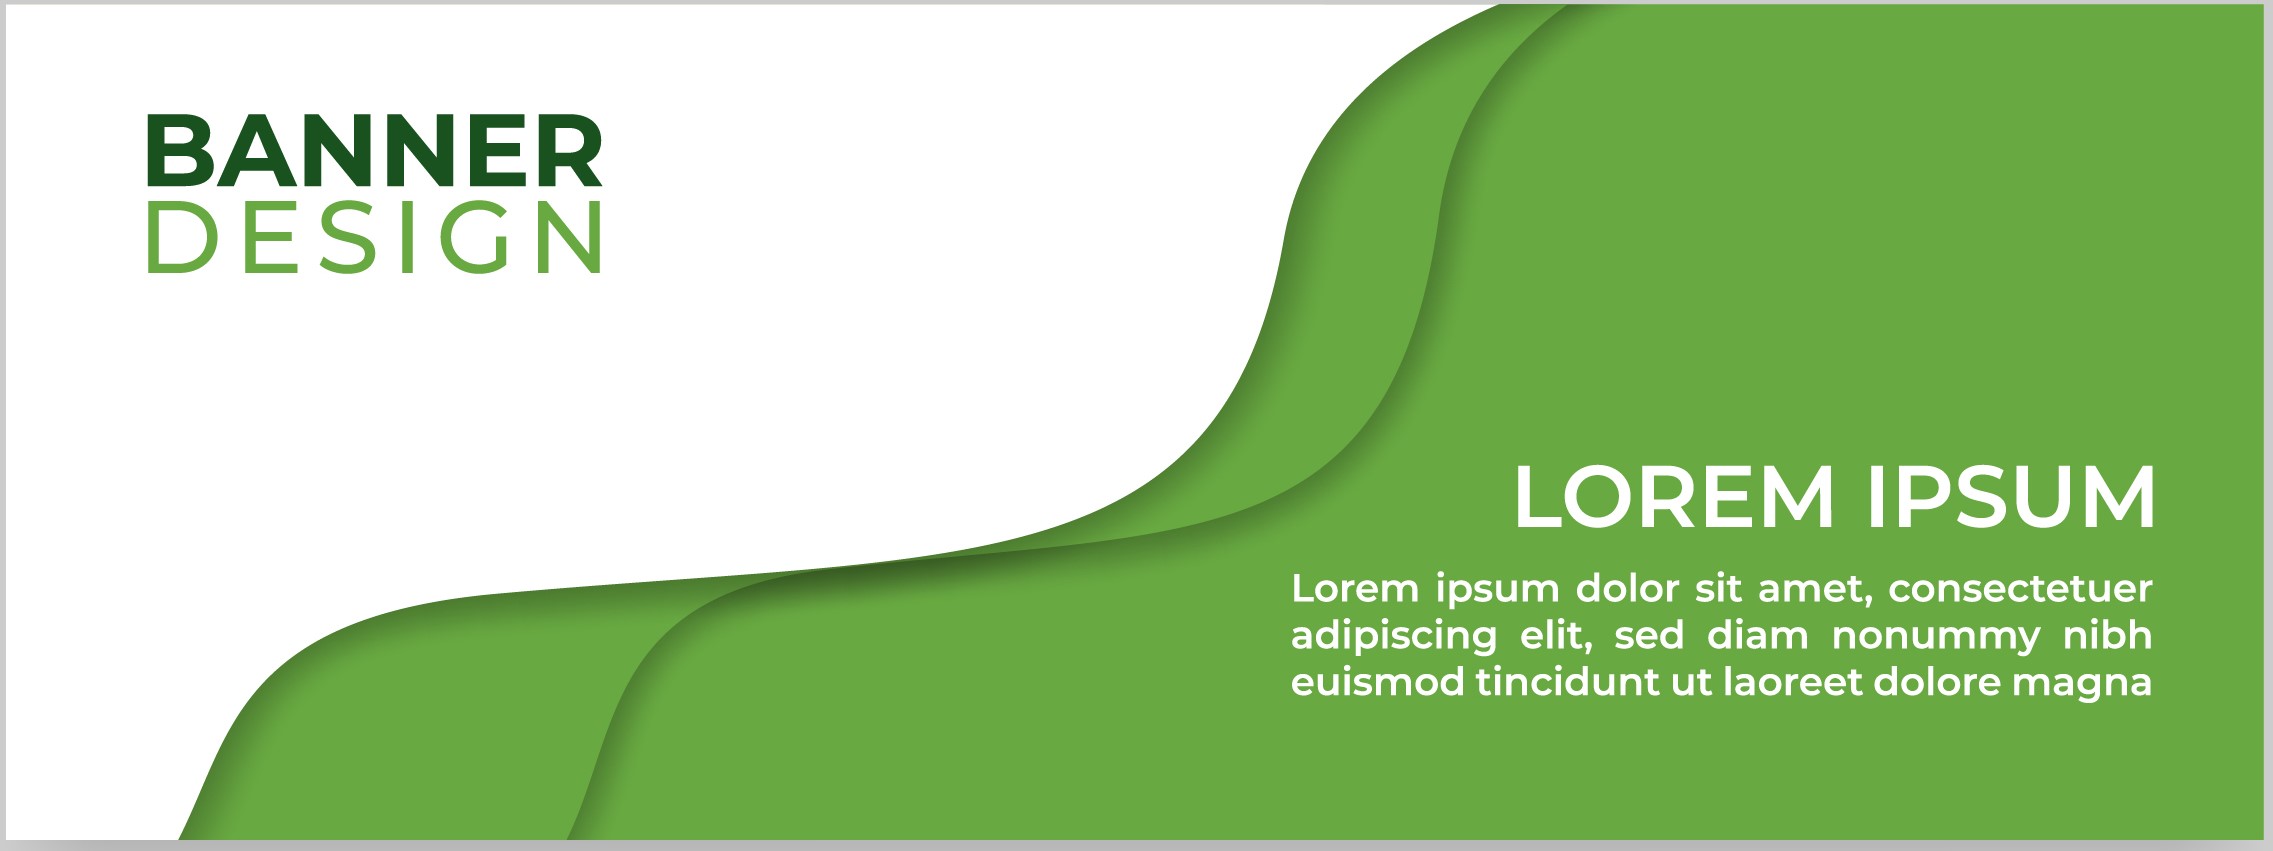 BANNER
DESIGN
LOREM IPSUM
Lorem ipsum dolor sit amet, consectetuer
adipiscing elit, sed diam nonummy nibh
euismod tincidunt ut laoreet dolore magna